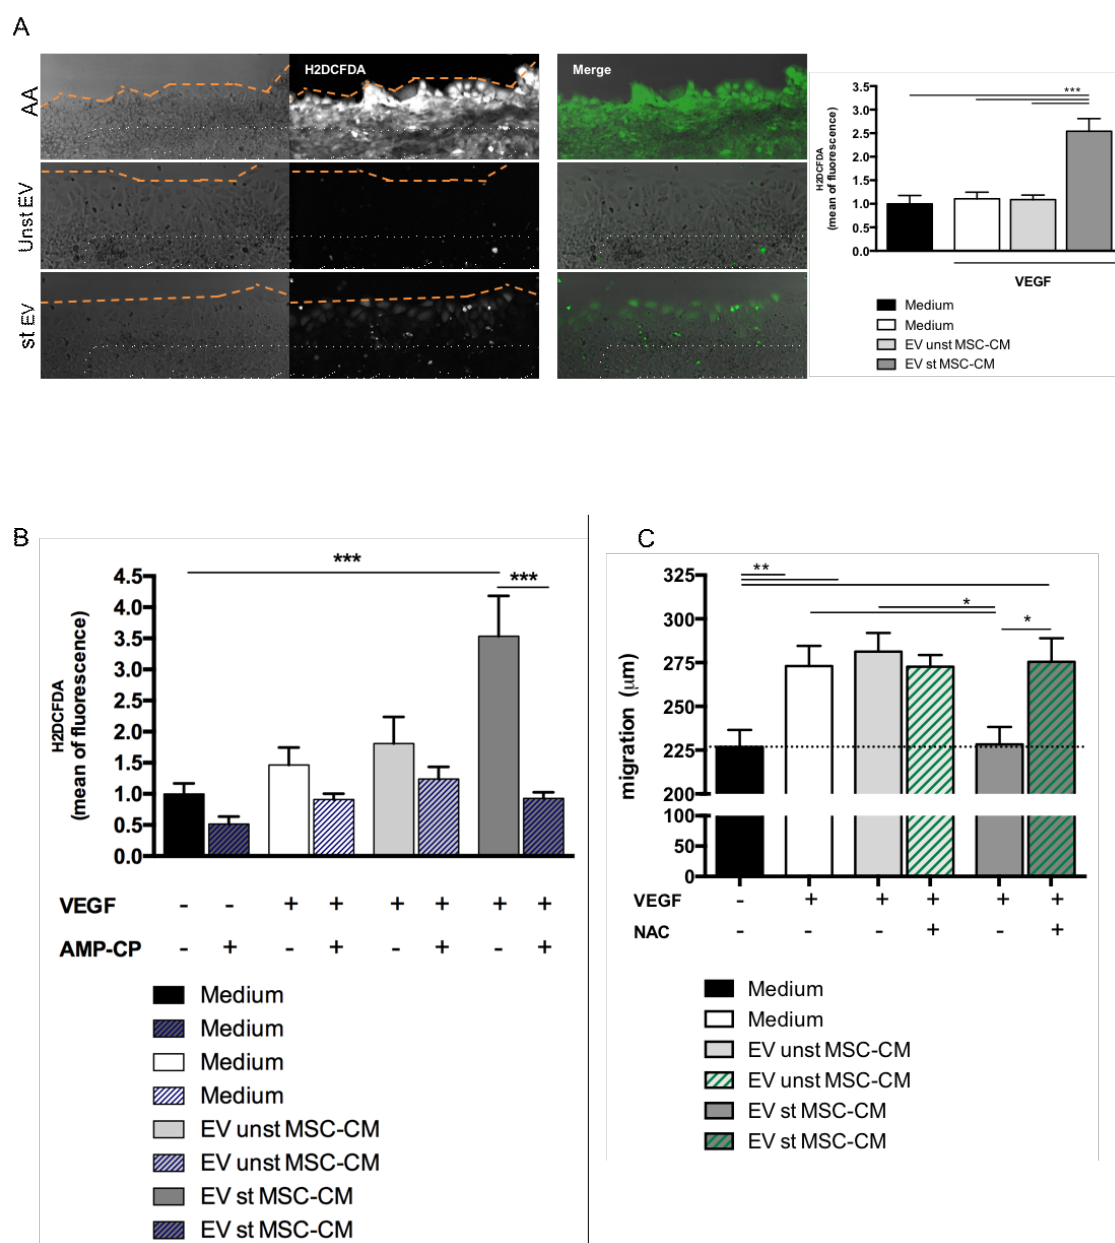 A
AA
H2DCFDA
Merge
Unst EV
st EV
H2DCFDA
(mean of fluorescence)
3.5
3.0
2.5
2.0
1.5
1.0
0.5
0.0
***
VEGF
Medium
Medium
EV unst MSC-CM
EV st MSC-CM
B
H2DCFDA
(mean of fluorescence)
4.5
4.0
3.5
3.0
2.5
2.0
1.5
1.0
0.5
0.0
***
***
VEGF - - + + + + + +
AMP-CP - + - + - + - +
Medium
Medium
Medium
Medium
EV unst MSC-CM
EV unst MSC-CM
EV st MSC-CM
EV st MSC-CM
C
migration (μm)
325
300
275
250
225
200
100
50
0
**
*
*
VEGF - + + + + +
NAC - - - + - +
Medium
Medium
EV unst MSC-CM
EV unst MSC-CM
EV st MSC-CM
EV st MSC-CM